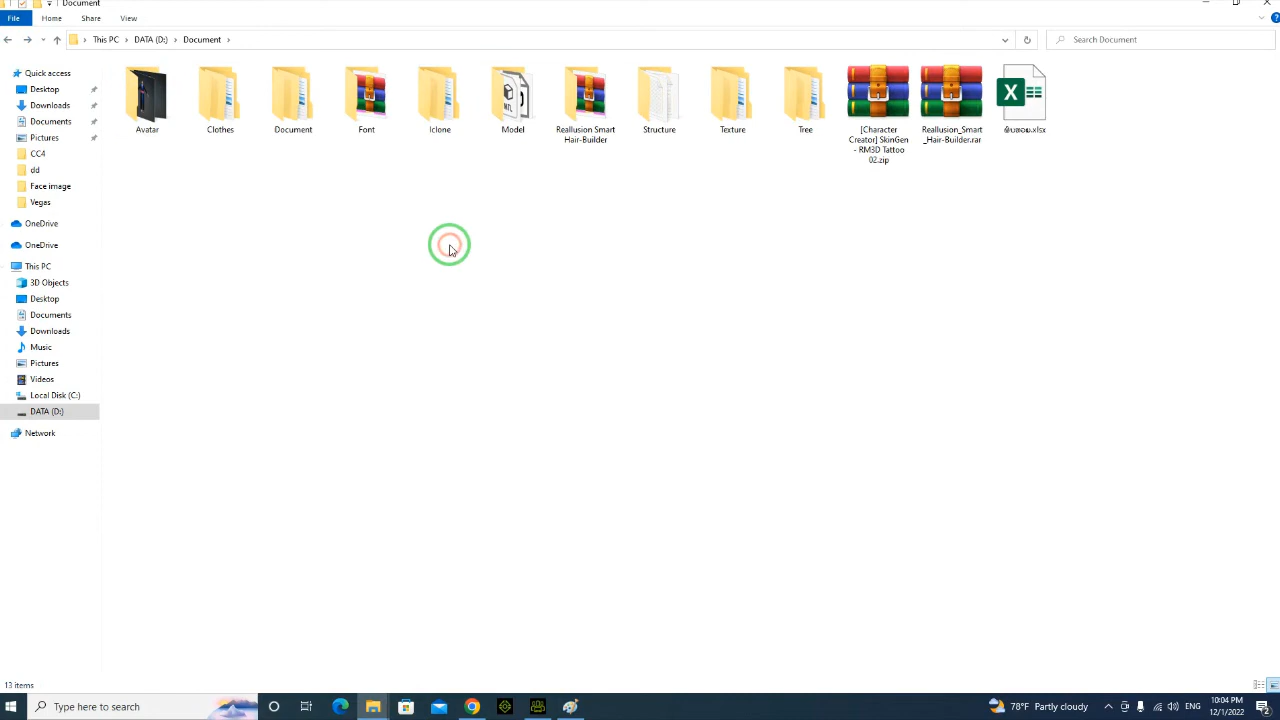 Document
File Home Share View
This PC DATA (D:) Document
Search Document
Quick access
Desktop
Downloads
Documents
Pictures
CC4
dd
Face image
Vegas
OneDrive
OneDrive
This PC
3D Objects
Desktop
Documents
Downloads
Music
Pictures
Videos
Local Disk (C:)
DATA (D:)
Network
Avatar
Clothes
Document
Font
Iclone
Model
Reallusion Smart
Hair-Builder
Structure
Texture
Tree
[Character
Creator] SkinGen
- RM3D Tattoo
02.zip
Reallusion_Smart
_Hair-Builder.rar
13 items
Type here to search
78°F Partly cloudy
ENG
10:04 PM
12/1/2022